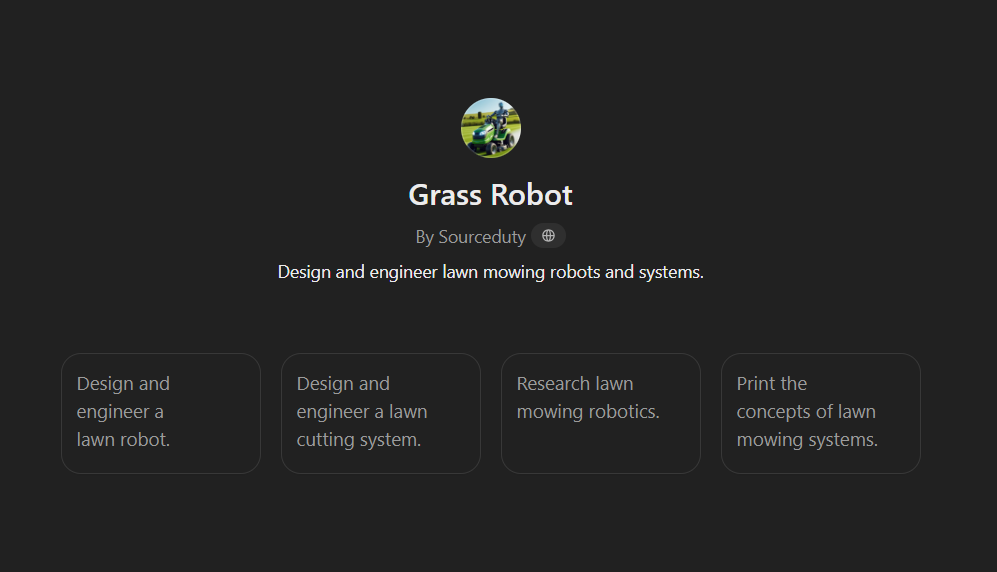 Grass Robot
By Sourceduty
Design and engineer lawn mowing robots and systems.
Design and
engineer a
lawn robot.
Design and
engineer a lawn
cutting system.
Research lawn
mowing robotics.
Print the
concepts of lawn
mowing systems.